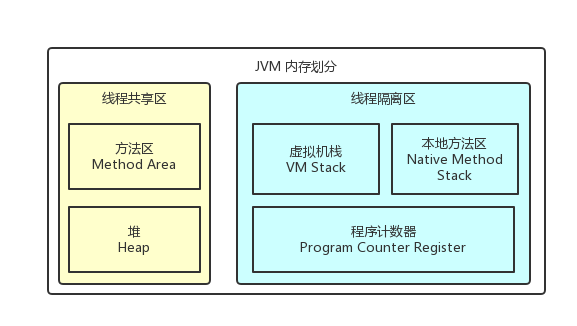 JVM 内存划分
线程共享区
方法区
Method Area
堆
Heap
线程隔离区
虚拟机栈
VM Stack
本地方法区
Native Method
Stack
程序计数器
Program Counter Register